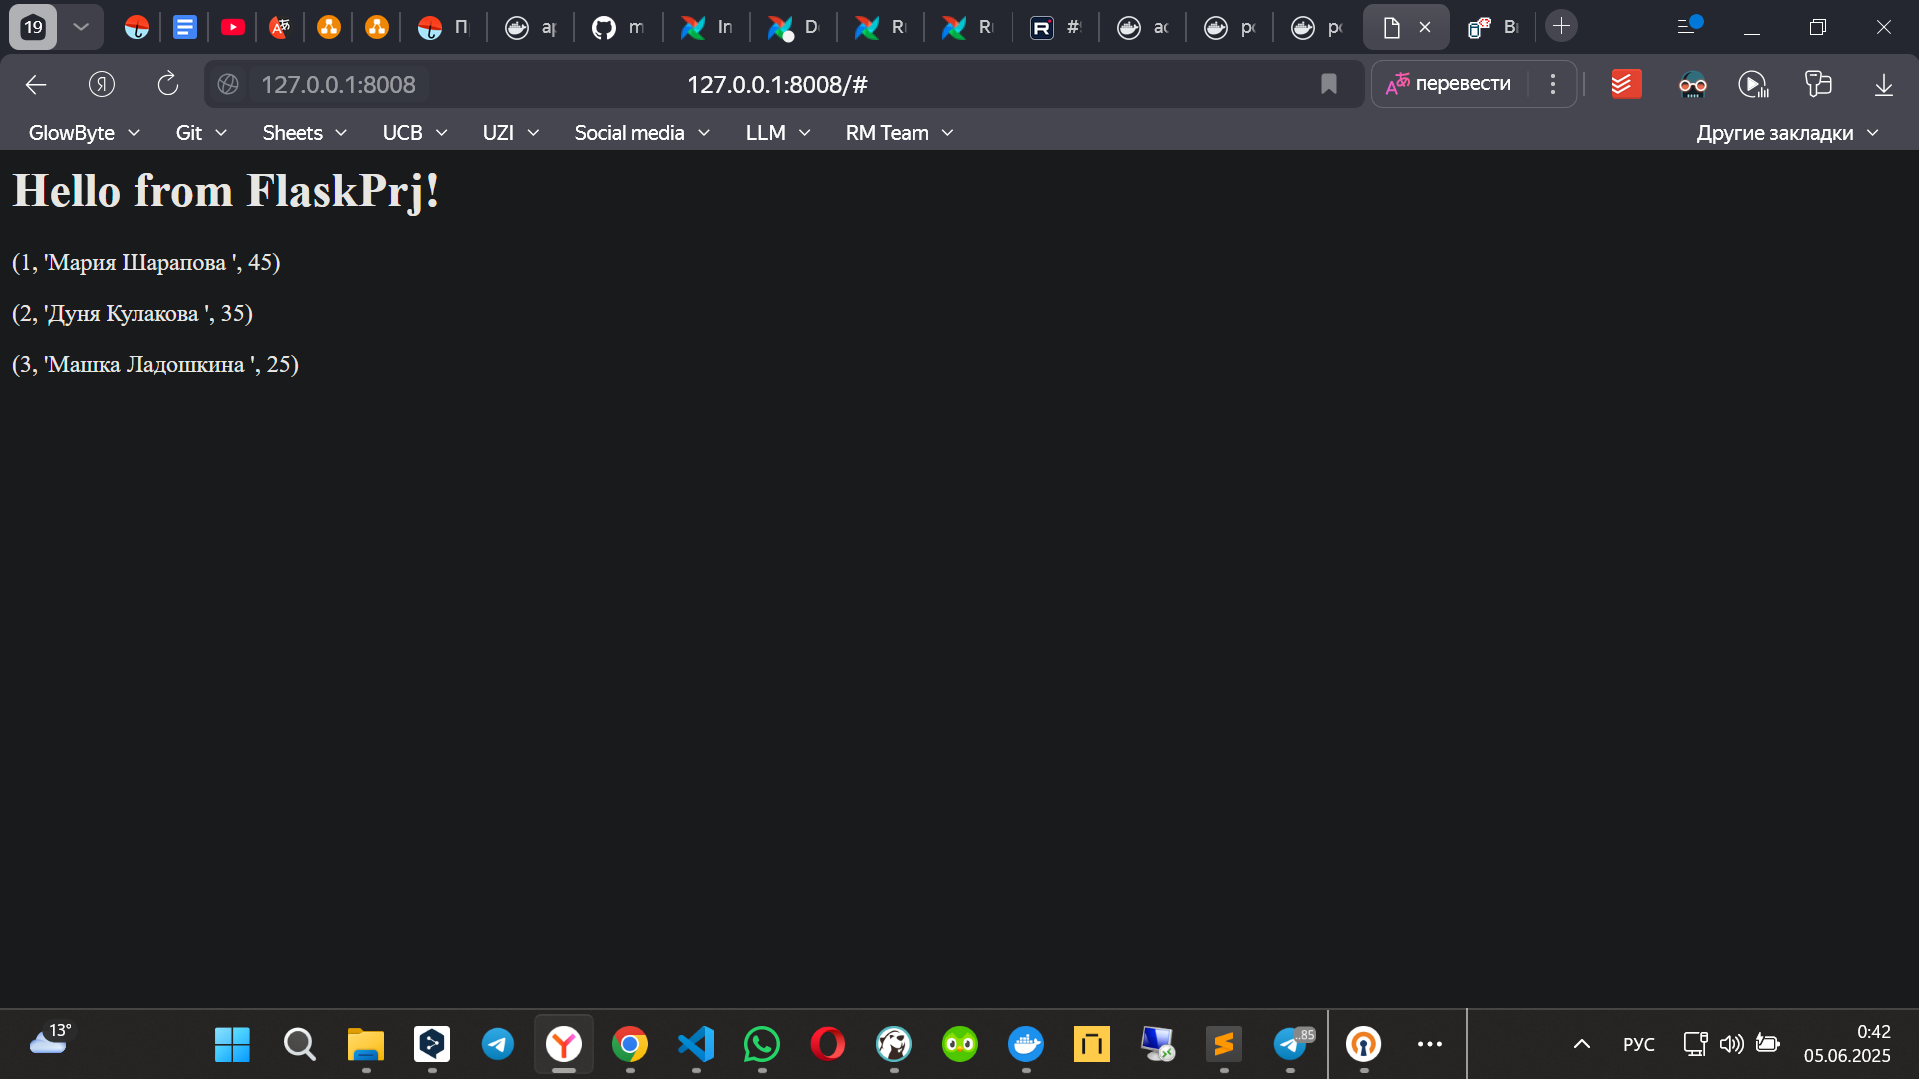 19
П
ap
m
In
D
R
R
#
ac
pc
pc
B
127.0.0.1:8008
127.0.0.1:8008/#
перевести
GlowByte
Git
Sheets
UCB
UZI
Social media
LLM
RM Team
Другие закладки
Hello from FlaskPrj!
(1, 'Мария Шарапова ', 45)
(2, 'Дуня Кулакова ', 35)
(3, 'Машка Ладошкина ', 25)
13°
..85
РУС
0:42
05.06.2025